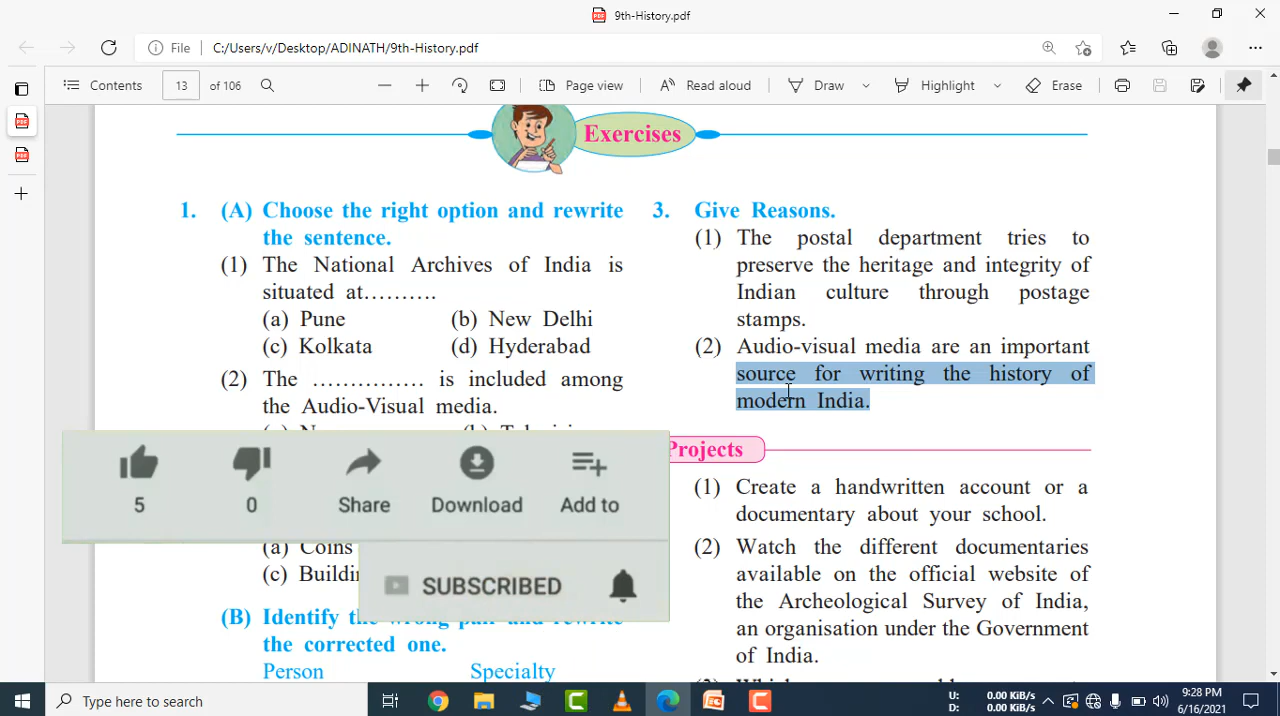 9th-History.pdf
File
C:/Users/v/Desktop/ADINATH/9th-History.pdf
Contents
13
of 106
Page view
Read aloud
Draw
Highlight
Erase
Exercises
1. (A) Choose the right option and rewrite
the sentence.
(1) The National Archives of India is
situated at..........
(a) Pune (b) New Delhi
(c) Kolkata (d) Hyderabad
(2) The ............... is included among
the Audio-Visual media.
5
0
Share
Download
Add to
(a) Coins
SUBSCRIBED
(B) Identify the wrong pair and rewrite
the corrected one.
Person Specialty
3. Give Reasons.
(1) The postal department tries to
preserve the heritage and integrity of
Indian culture through postage
stamps.
(2) Audio-visual media are an important
source for writing the history of
modern India.
Projects
(1) Create a handwritten account or a
documentary about your school.
(2) Watch the different documentaries
available on the official website of
the Archeological Survey of India,
an organisation under the Government
of India.
Type here to search
U: 0.00 KiB/s
D: 0.00 KiB/s
9:28 PM
6/16/2021